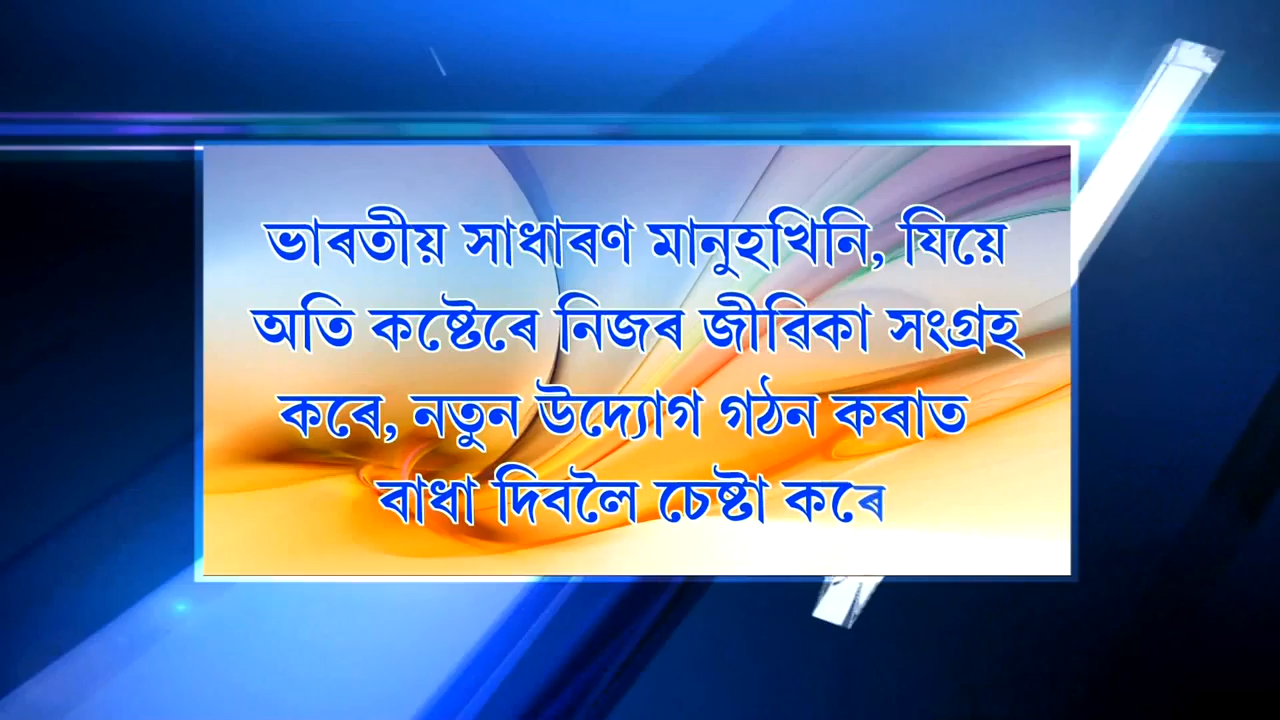 ভাৰতীয় সাধাৰণ মানুহখিনি, যিয়ে
অতি কষ্টেৰে নিজৰ জীৱিকা সংগ্ৰহ
কৰে, নতুন উদ্যোগ গঠন কৰাত
বাধা দিবলৈ চেষ্টা কৰে